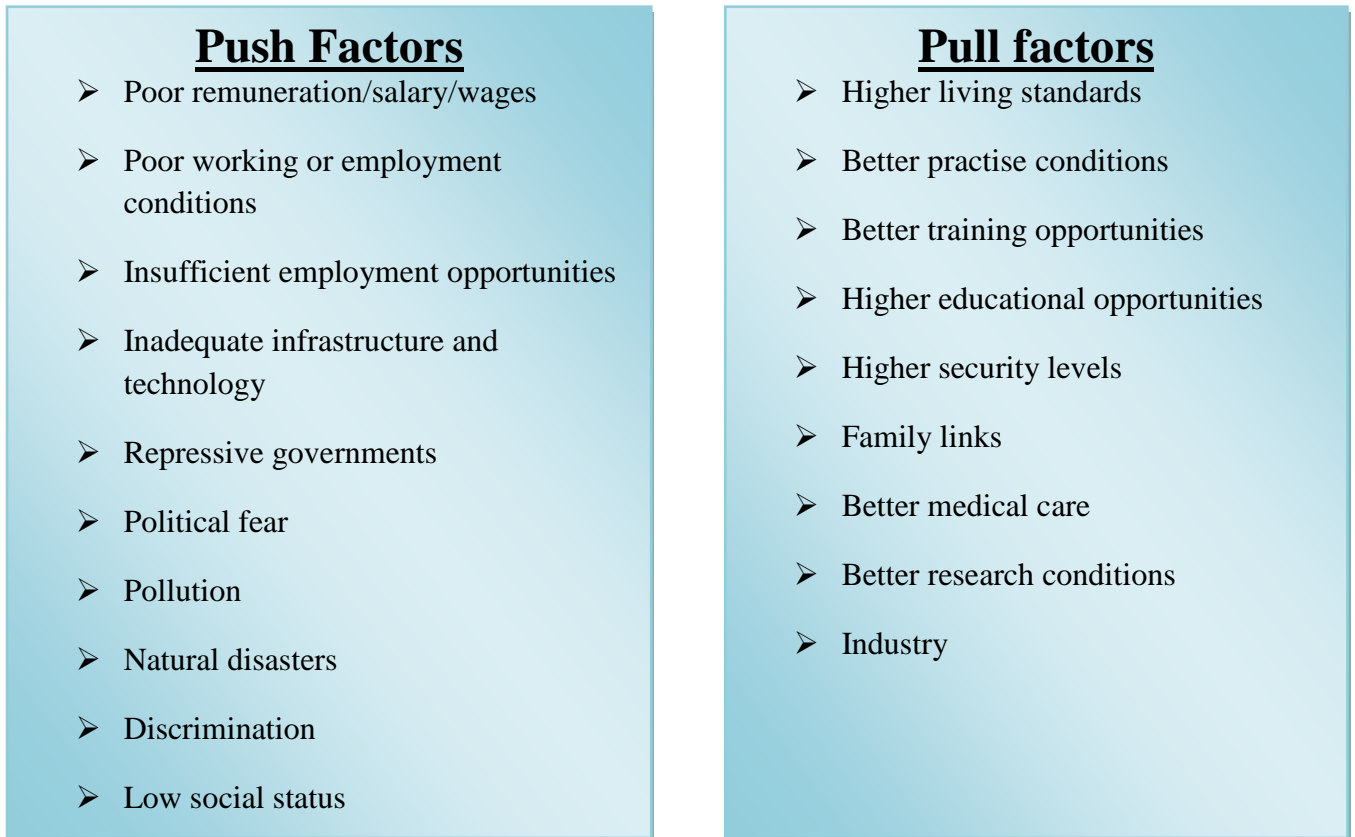 Push Factors
➢ Poor remuneration/salary/wages
➢ Poor working or employment
conditions
➢ Insufficient employment opportunities
➢ Inadequate infrastructure and
technology
➢ Repressive governments
➢ Political fear
➢ Pollution
➢ Natural disasters
➢ Discrimination
➢ Low social status
Pull factors
➢ Higher living standards
➢ Better practise conditions
➢ Better training opportunities
➢ Higher educational opportunities
➢ Higher security levels
➢ Family links
➢ Better medical care
➢ Better research conditions
➢ Industry